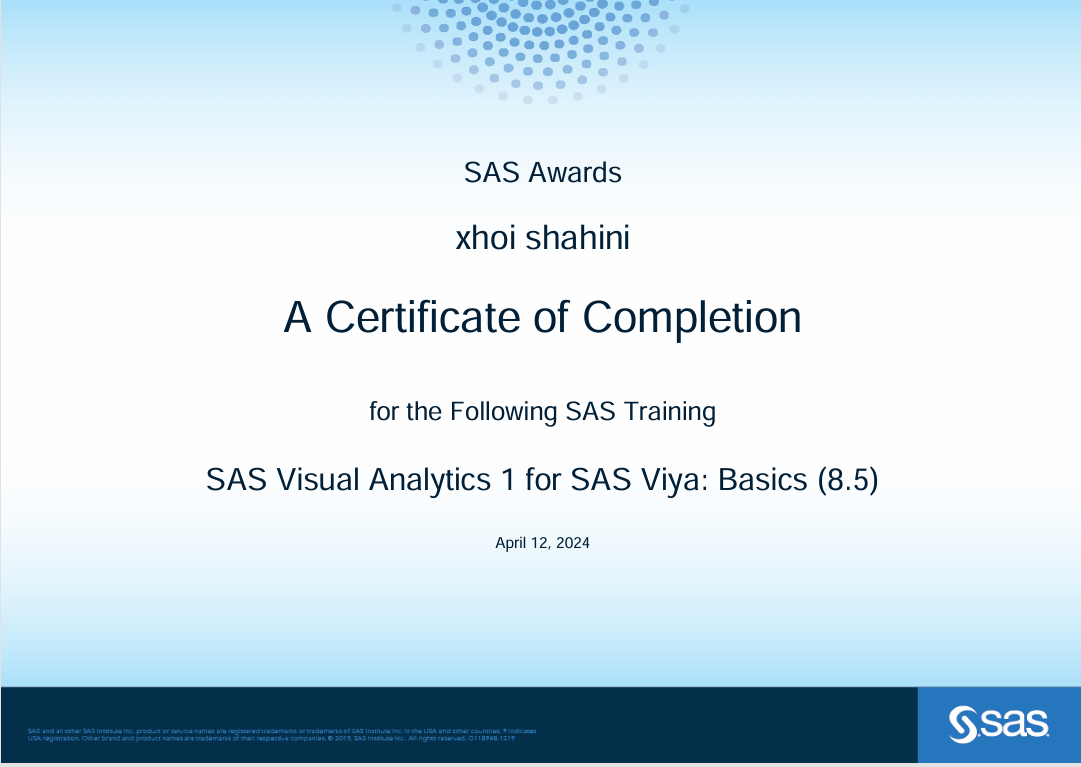 SAS Awards
xhoi shahini
A Certificate of Completion
for the Following SAS Training
SAS Visual Analytics 1 for SAS Viya: Basics (8.5)
April 12, 2024
SAS and all other SAS Institute Inc. product or service names are registered trademarks or trademarks of SAS Institute Inc. in the USA and other countries. ® indicates
USA registration. Other brand and product names are trademarks of their respective companies. © 2019, SAS Institute Inc. All rights reserved. G118948.1219
sas